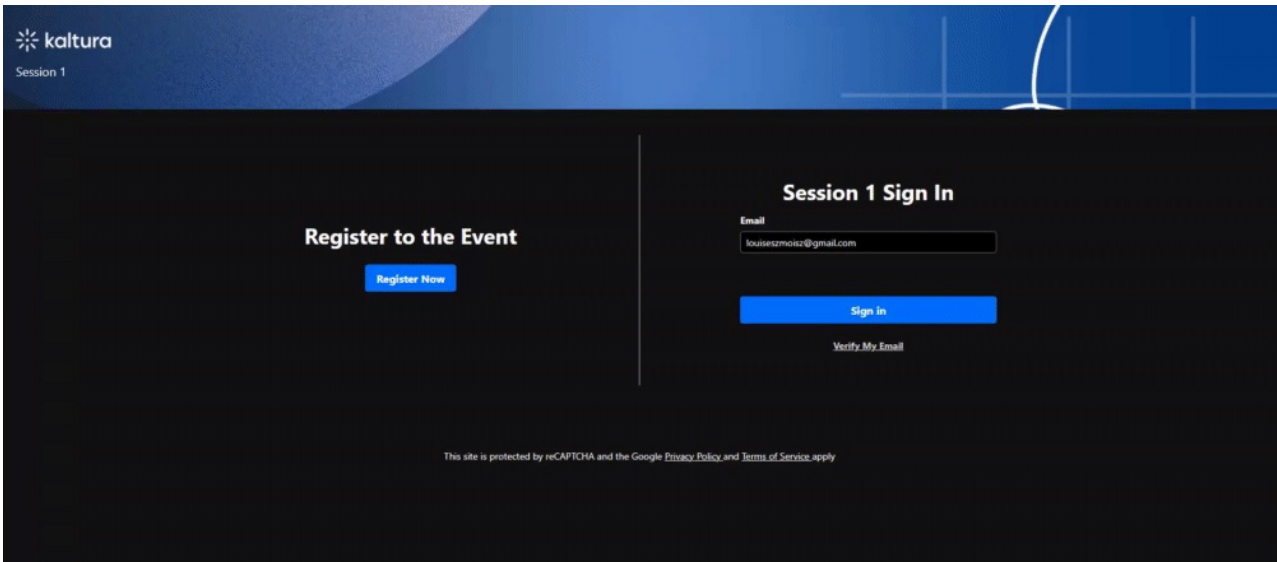 kaltura
Session 1
Register to the Event
Register Now
Session 1 Sign In
Email
louiseszmoisz@gmail.com
Sign in
Verify My Email
This site is protected by reCAPTCHA and the Google Privacy Policy and Terms of Service apply